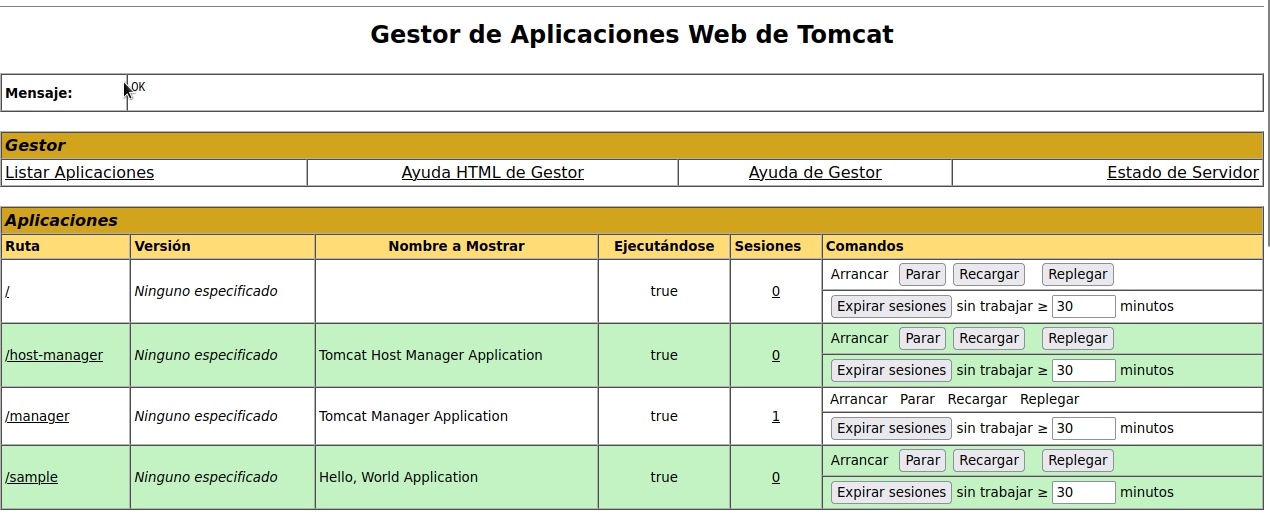 Gestor de Aplicaciones Web de Tomcat
Mensaje: OK
Gestor
Listar Aplicaciones Ayuda HTML de Gestor Ayuda de Gestor Estado de Servidor
Aplicaciones
Ruta Versión Nombre a Mostrar Ejecutándose Sesiones Comandos
/ Ninguno especificado true 0 Arrancar Parar Recargar Replegar
Expirar sesiones sin trabajar ≥ 30 minutos
/host-manager Ninguno especificado Tomcat Host Manager Application true 0 Arrancar Parar Recargar Replegar
Expirar sesiones sin trabajar ≥ 30 minutos
/manager Ninguno especificado Tomcat Manager Application true 1 Arrancar Parar Recargar Replegar
Expirar sesiones sin trabajar ≥ 30 minutos
/sample Ninguno especificado Hello, World Application true 0 Arrancar Parar Recargar Replegar
Expirar sesiones sin trabajar ≥ 30 minutos